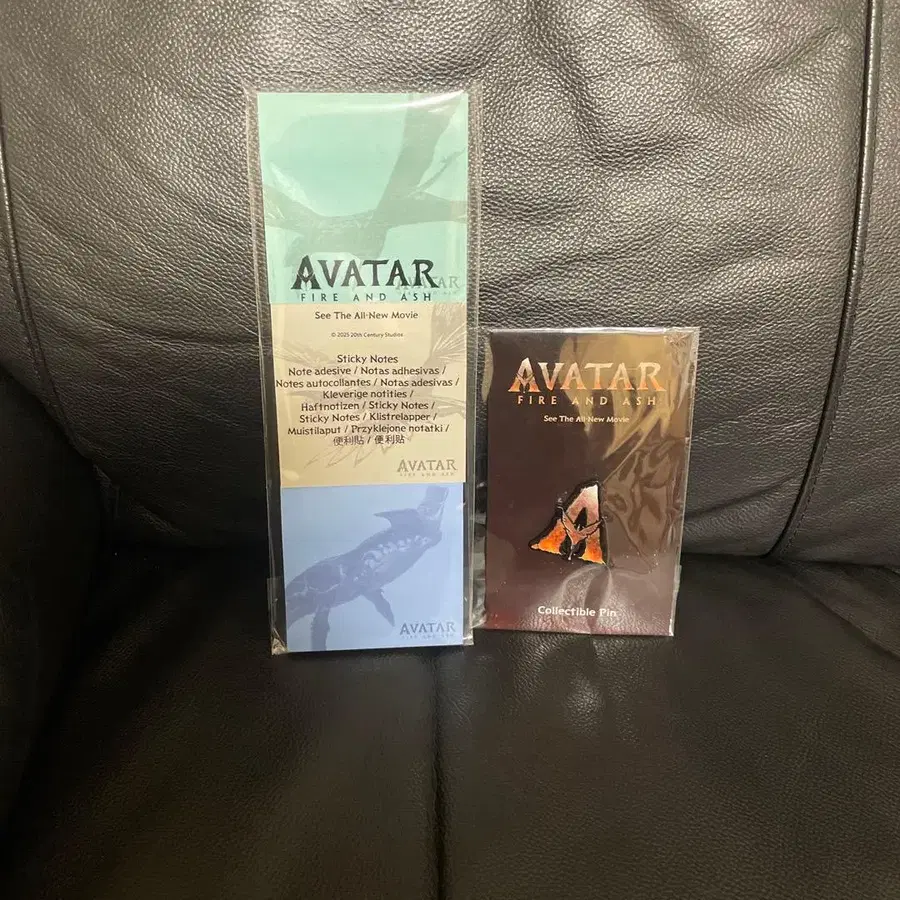 AVATAR
FIRE AND ASH
See The All-New Movie
© 2025 20th Century Studios
Sticky Notes
Note adesive / Notas adhesivas /
Notes autocollantes / Notas adesivas /
Kleverige notities /
Haftnotizen / Sticky Notes /
Sticky Notes / Klistrelapper /
Muistilaput / Przyklejone notatki /
便利貼 / 便利贴
AVATAR
FIRE AND ASH
AVATAR
FIRE AND ASH
AVATAR
FIRE AND ASH
See The All-New Movie
Collectible Pin